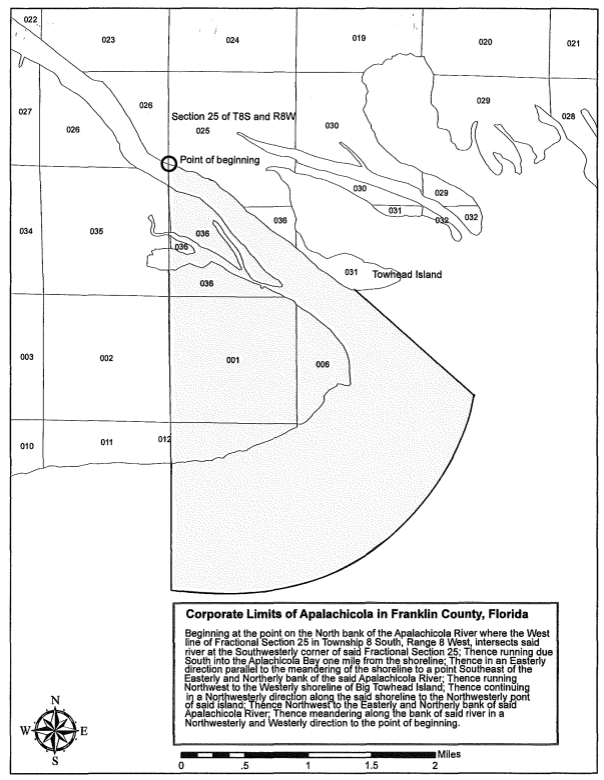 022
023
024
019
020
021
027
026
026
Section 25 of T8S and R8W
025
030
029
028
Point of beginning
030
029
031
032
032
034
035
036
036
036
036
031
Towhead Island
003
002
001
006
010
011
012
Corporate Limits of Apalachicola in Franklin County, Florida
Beginning at the point on the North bank of the Apalachicola River where the West
line of Fractional Section 25 in Township 8 South, Range 8 West, intersects said
river at the Southwesterly corner of said Fractional Section 25; Thence running due
South into the Aplachicola Bay one mile from the shoreline; Thence in an Easterly
direction parallel to the meandering of the shoreline to a point Southeast of the
Easterly and Northerly bank of the said Apalachicola River; Thence running
Northwest to the Westerly shoreline of Big Towhead Island; Thence continuing
in a Northwesterly direction along the said shoreline to the Northwesterly pont
of said island; Thence Northwest to the Easterly and Northerly bank of said
Apalachicola River; Thence meandering along the bank of said river in a
Northwesterly and Westerly direction to the point of beginning.
N
W E
S
Miles
0 .5 1 1.5 2